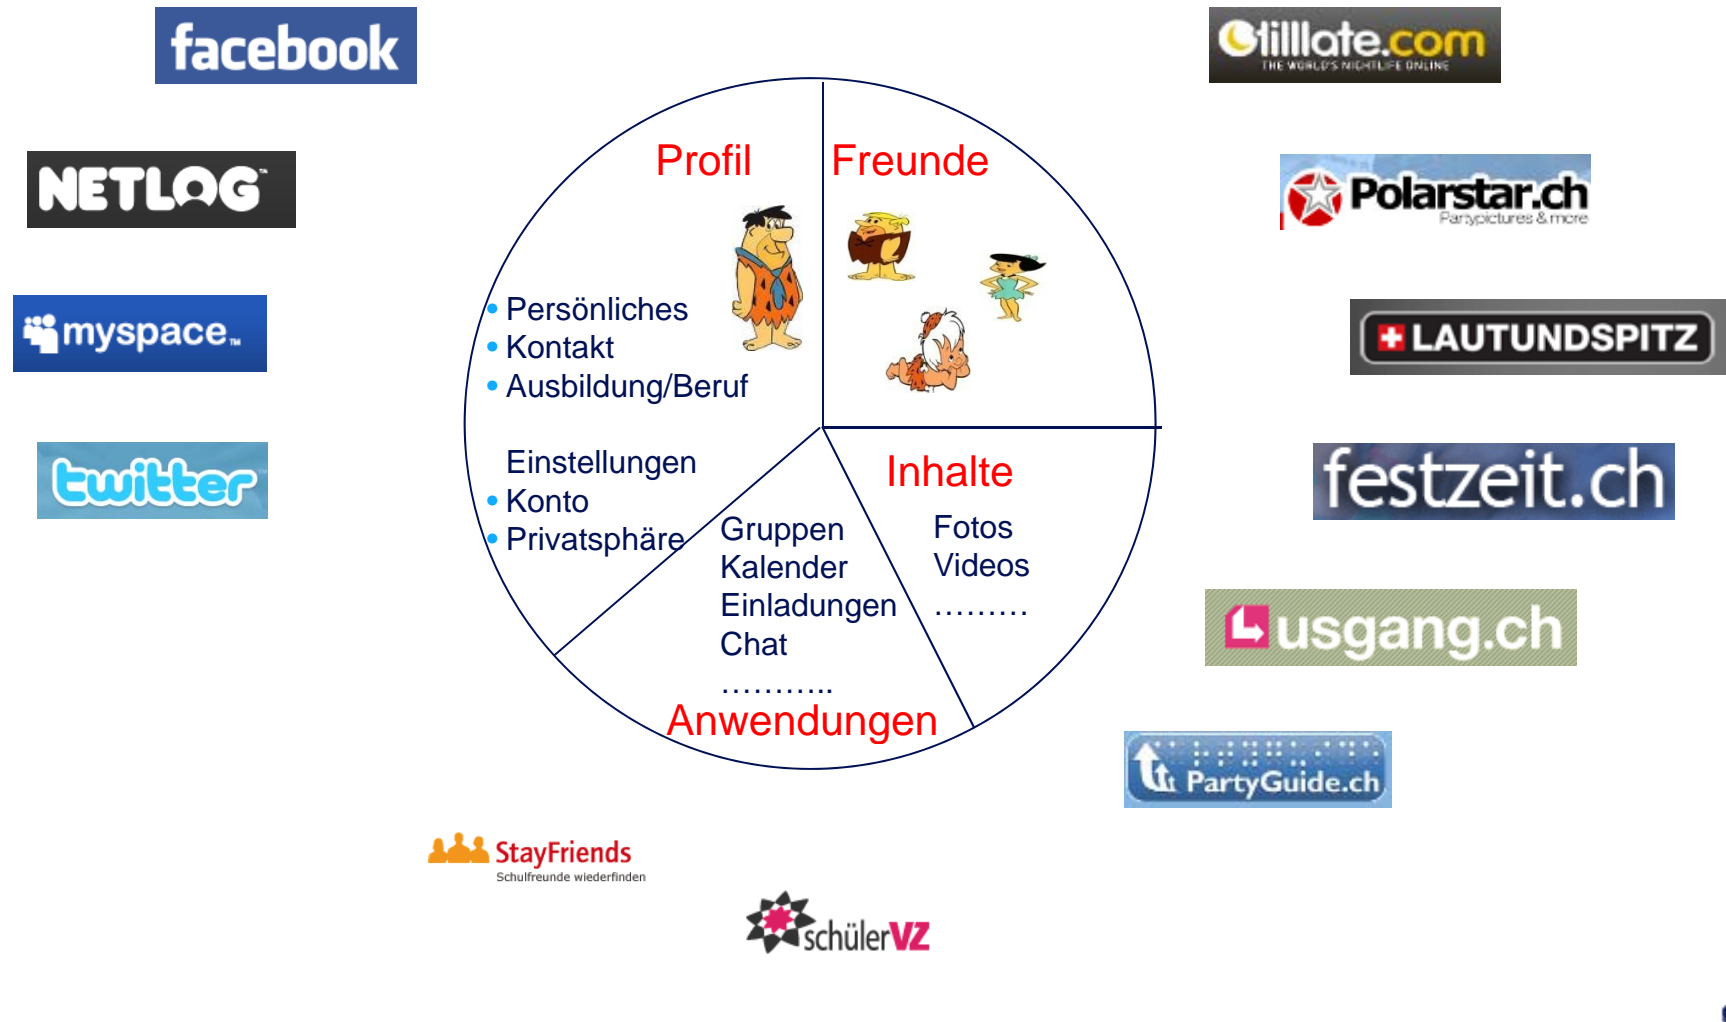 facebook
tilllate.com
THE WORLD'S NIGHTLIFE ONLINE
NETLOG™
Polarstar.ch
Partypictures & more
myspace™
LAUTUNDSPITZ
twitter
festzeit.ch
usgang.ch
PartyGuide.ch
Profil
• Persönliches
• Kontakt
• Ausbildung/Beruf
Einstellungen
• Konto
• Privatsphäre
Freunde
Inhalte
Fotos
Videos
………
Gruppen
Kalender
Einladungen
Chat
………..
Anwendungen
StayFriends
Schulfreunde wiederfinden
schülerVZ